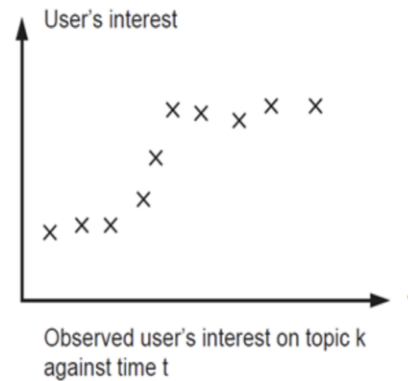 User's interest
Observed user's interest on topic k
against time t